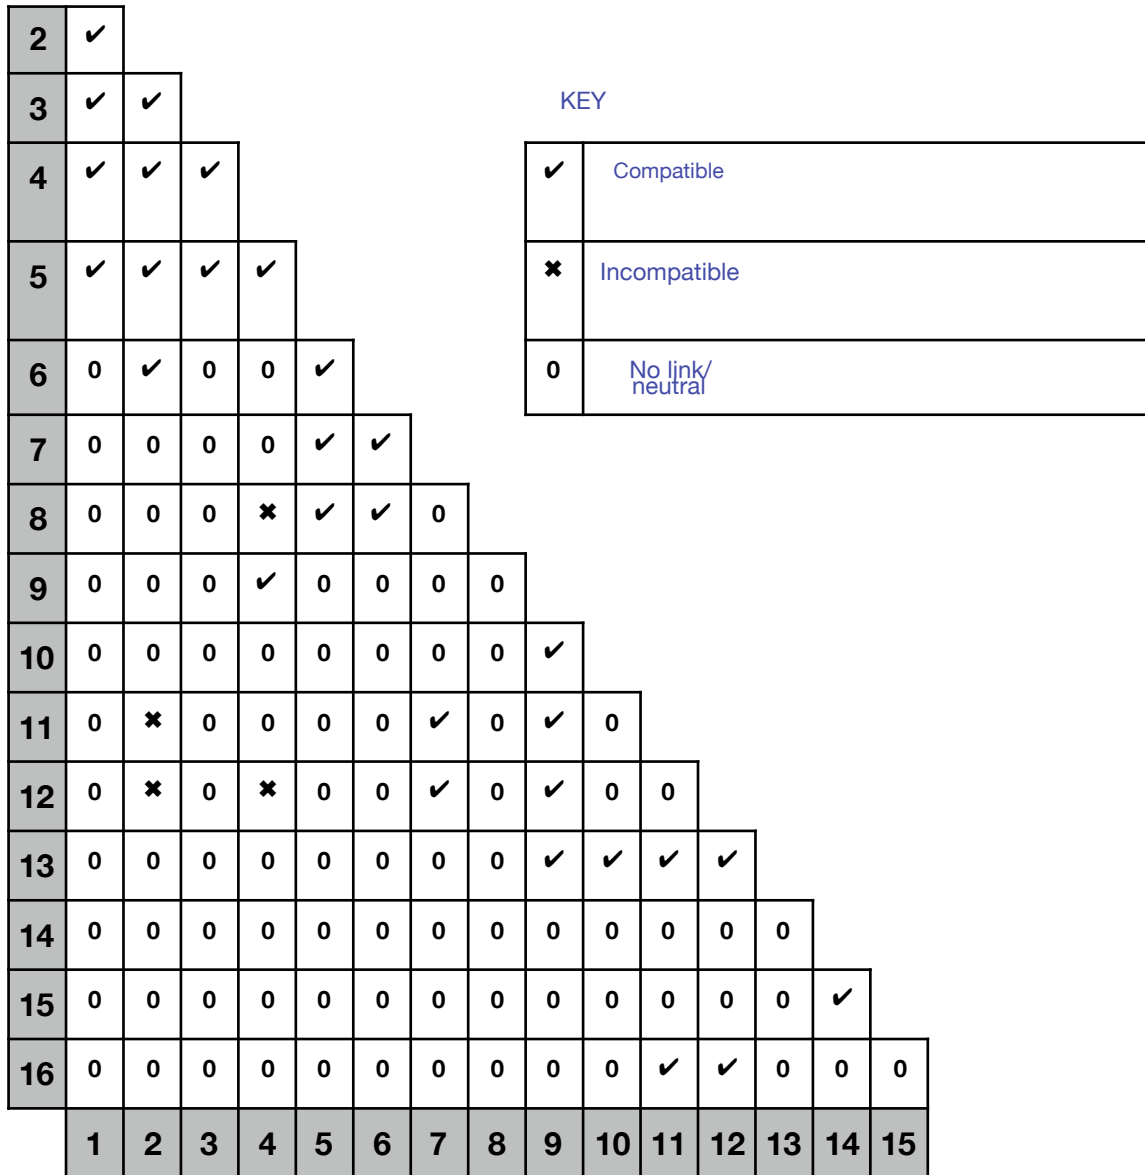 2 ✔
3 ✔ ✔
KEY
4 ✔ ✔ ✔
✔ Compatible
5 ✔ ✔ ✔ ✔
✖ Incompatible
6 0 ✔ 0 0 ✔
0 No link/
neutral
7 0 0 0 0 ✔ ✔
8 0 0 0 ✖ ✔ ✔ 0
9 0 0 0 ✔ 0 0 0 0
10 0 0 0 0 0 0 0 0 ✔
11 0 ✖ 0 0 0 0 ✔ 0 ✔ 0
12 0 ✖ 0 ✖ 0 0 ✔ 0 ✔ 0 0
13 0 0 0 0 0 0 0 0 ✔ ✔ ✔ ✔
14 0 0 0 0 0 0 0 0 0 0 0 0 0
15 0 0 0 0 0 0 0 0 0 0 0 0 0 ✔
16 0 0 0 0 0 0 0 0 0 0 ✔ ✔ 0 0 0
1 2 3 4 5 6 7 8 9 10 11 12 13 14 15